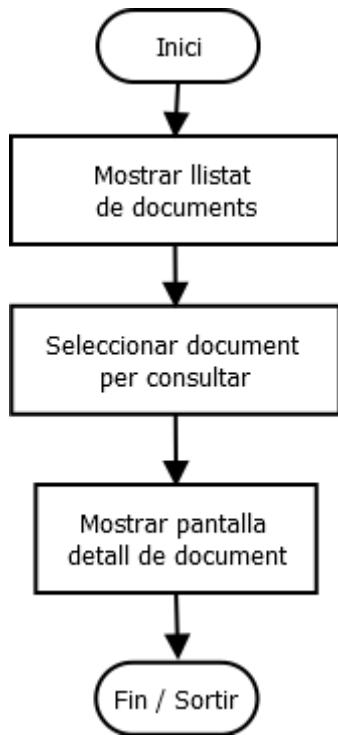 Inici
Mostrar llistat
de documents
Seleccionar document
per consultar
Mostrar pantalla
detall de document
Fin / Sortir